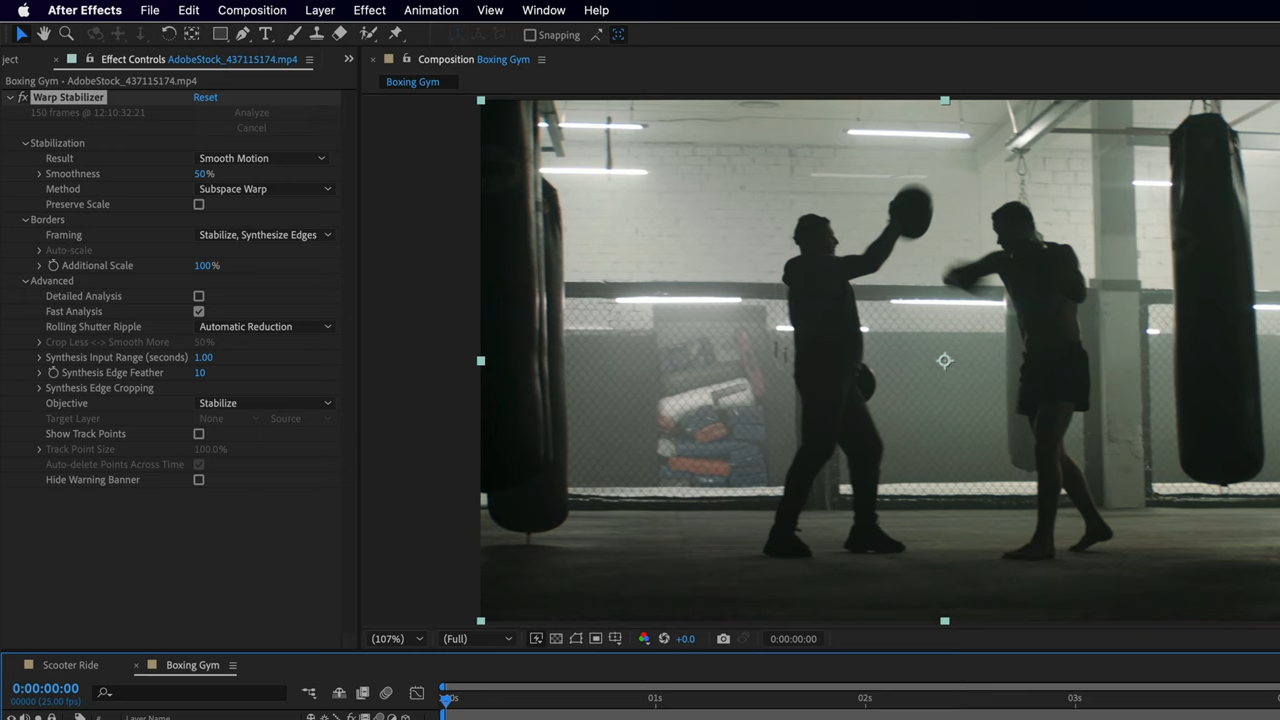 After Effects File Edit Composition Layer Effect Animation View Window Help
Snapping
ject × Effect Controls AdobeStock_437115174.mp4 × Composition Boxing Gym
Boxing Gym • AdobeStock_437115174.mp4 Boxing Gym
fx Warp Stabilizer Reset
150 frames @ 12:10:32:21 Analyze
Cancel
Stabilization
Result Smooth Motion
Smoothness 50%
Method Subspace Warp
Preserve Scale
Borders
Framing Stabilize, Synthesize Edges
Auto-scale
Additional Scale 100%
Advanced
Detailed Analysis
Fast Analysis
Rolling Shutter Ripple Automatic Reduction
Crop Less <-> Smooth More 50%
Synthesis Input Range (seconds) 1.00
Synthesis Edge Feather 10
Synthesis Edge Cropping
Objective Stabilize
Target Layer None Source
Show Track Points
Track Point Size 100.0%
Auto-delete Points Across Time
Hide Warning Banner
(107%) (Full) +0.0 0:00:00:00
Scooter Ride × Boxing Gym
0:00:00:00
00000 (25.00 fps)
:00s 01s 02s 03s
# Layer Name